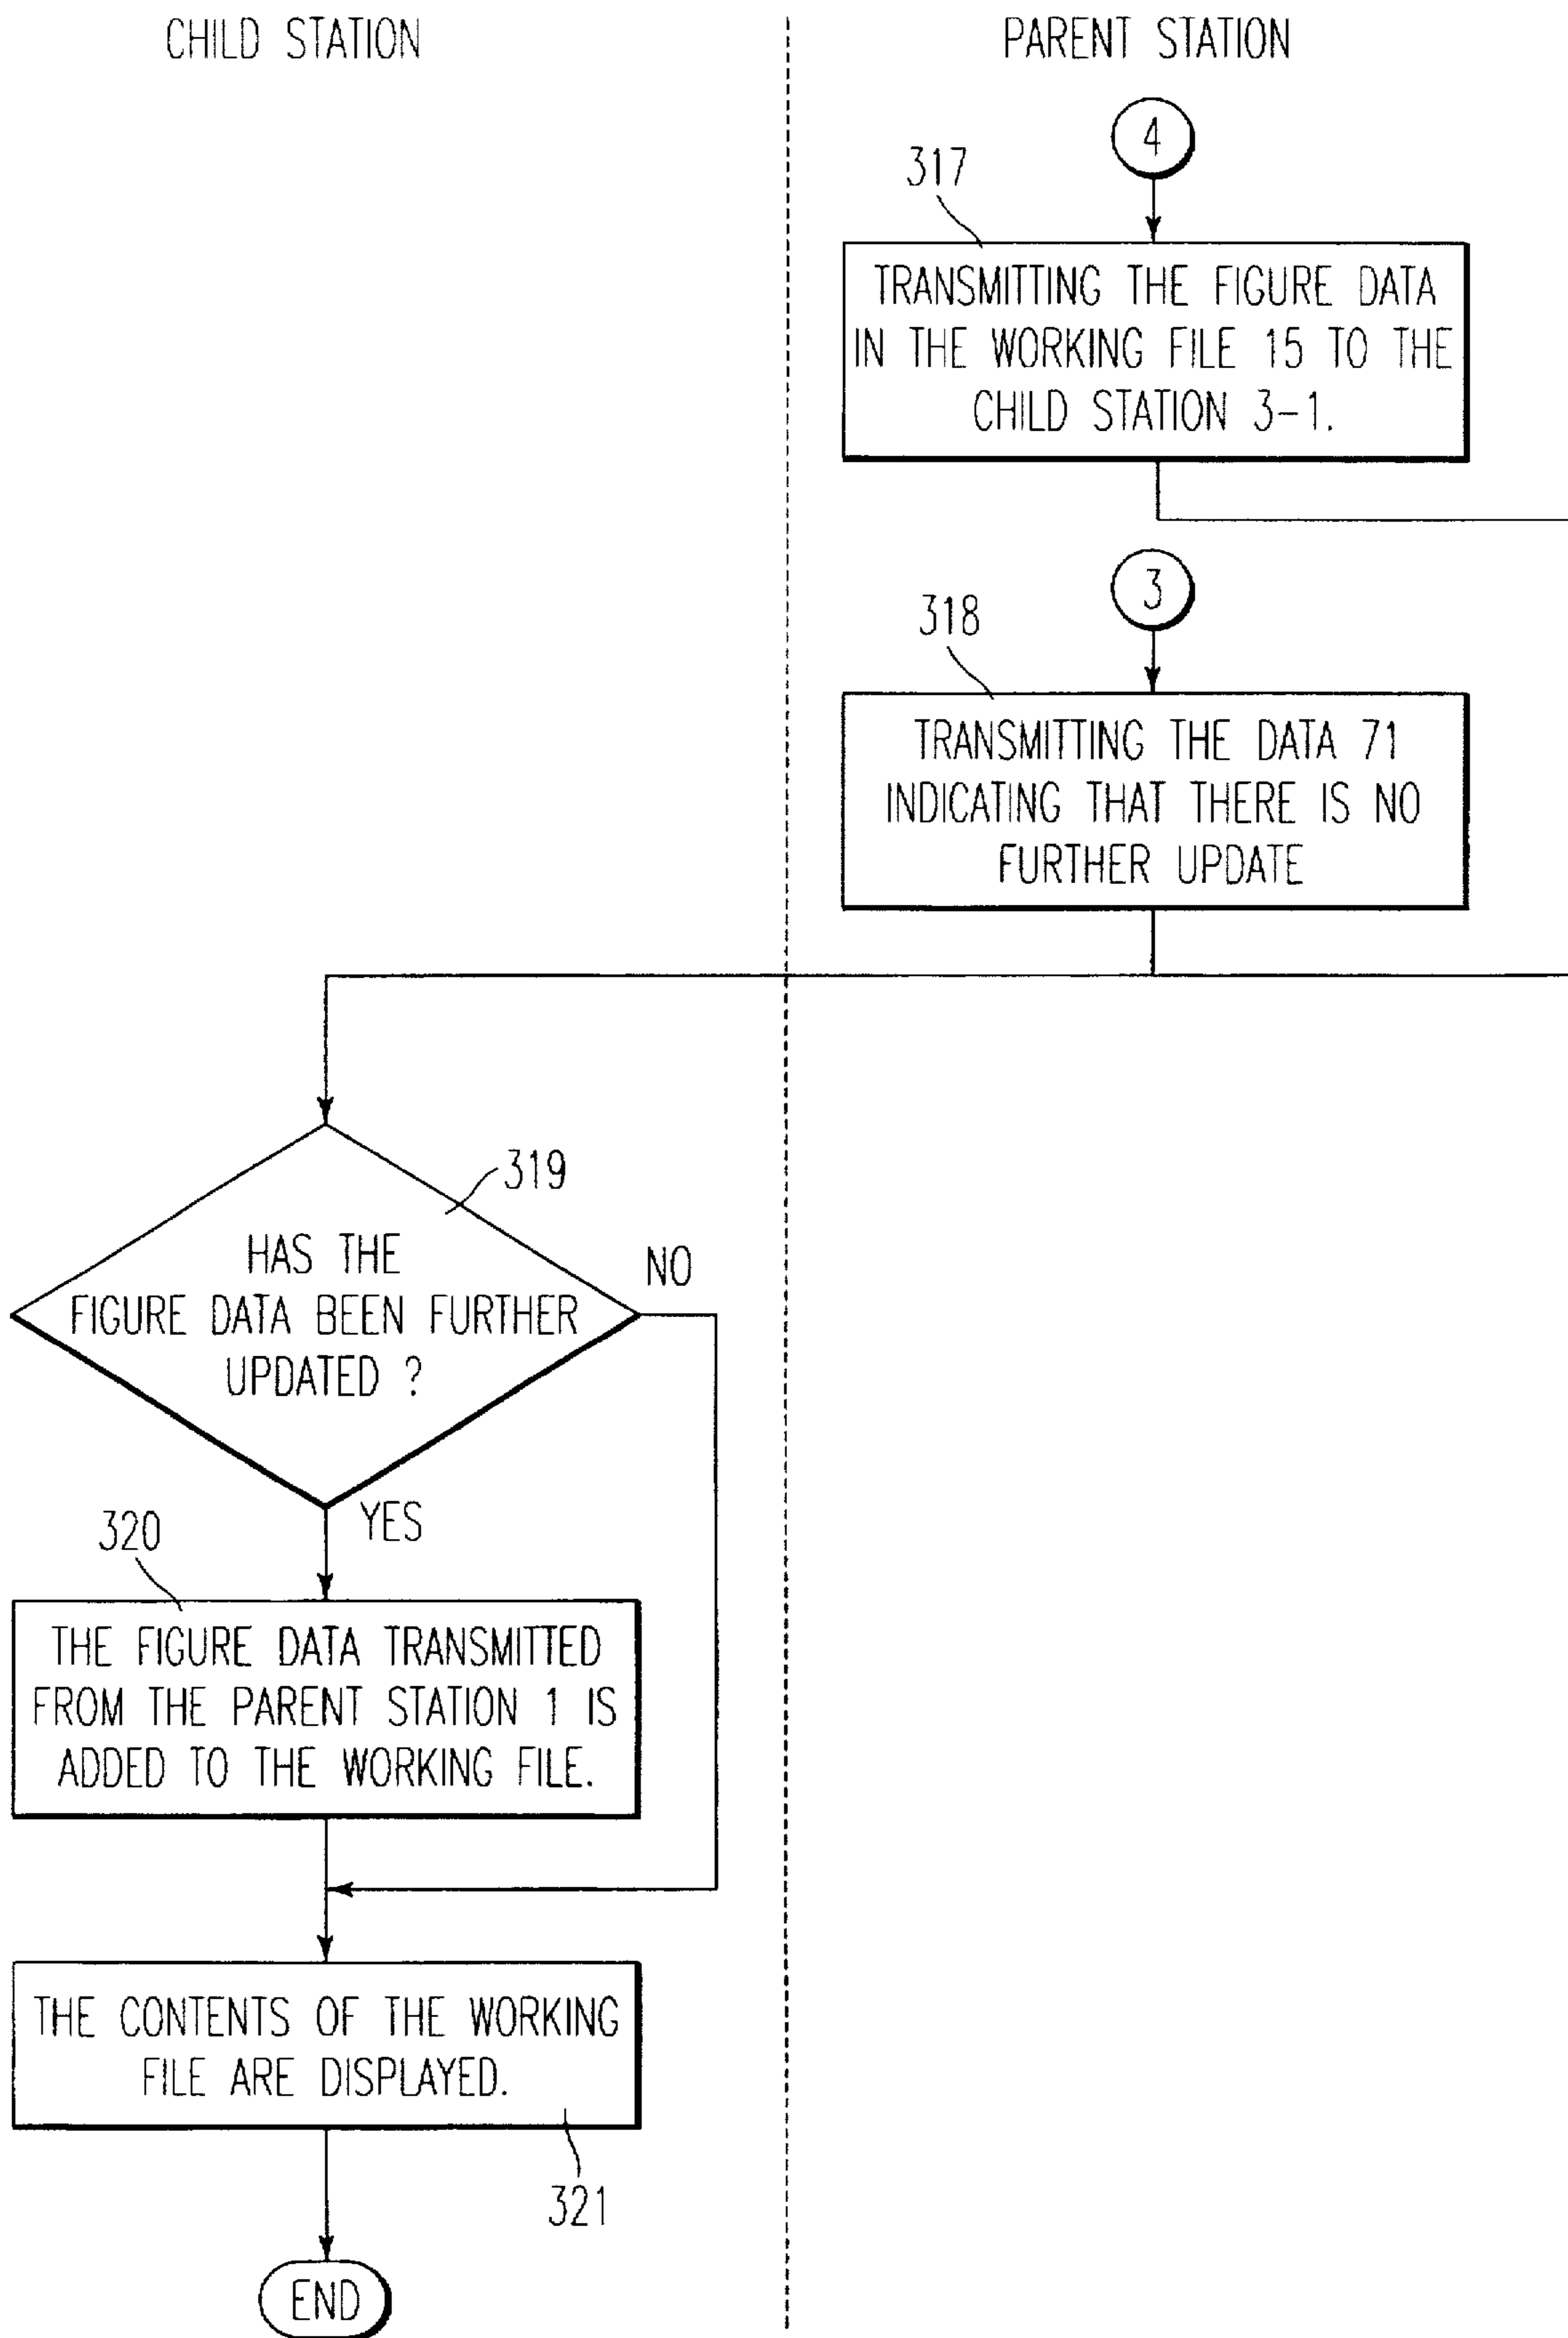 CHILD STATION
PARENT STATION
4
317
TRANSMITTING THE FIGURE DATA
IN THE WORKING FILE 15 TO THE
CHILD STATION 3-1.
3
318
TRANSMITTING THE DATA 71
INDICATING THAT THERE IS NO
FURTHER UPDATE
319
HAS THE
FIGURE DATA BEEN FURTHER
UPDATED ?
NO
YES
320
THE FIGURE DATA TRANSMITTED
FROM THE PARENT STATION 1 IS
ADDED TO THE WORKING FILE.
THE CONTENTS OF THE WORKING
FILE ARE DISPLAYED.
321
END